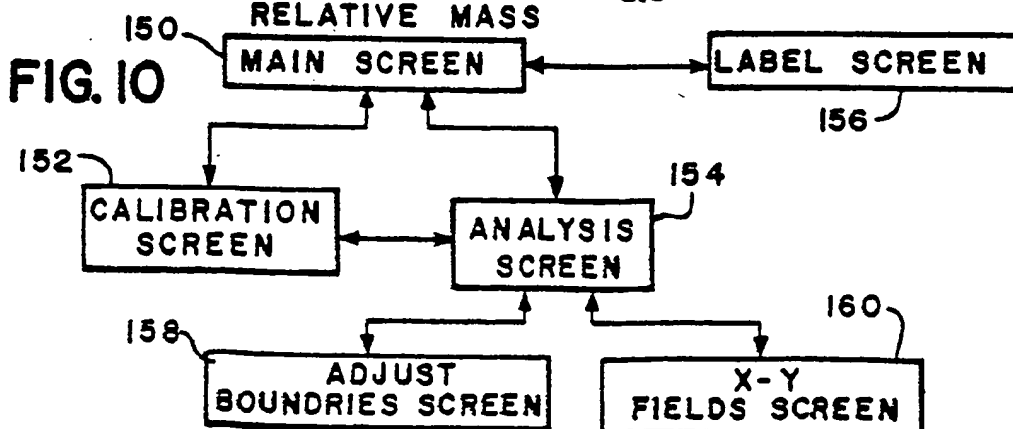 RELATIVE MASS
150
MAIN SCREEN
LABEL SCREEN
FIG. 10
156
152
154
CALIBRATION
SCREEN
ANALYSIS
SCREEN
158
160
ADJUST
BOUNDRIES SCREEN
X-Y
FIELDS SCREEN